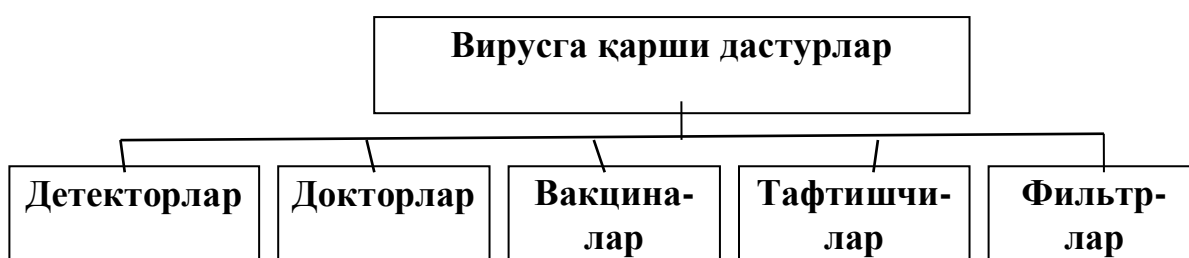 Вирусга қарши дастурлар
Детекторлар
Докторлар
Вакцина-
лар
Тафтишчи-
лар
Фильтр-
лар